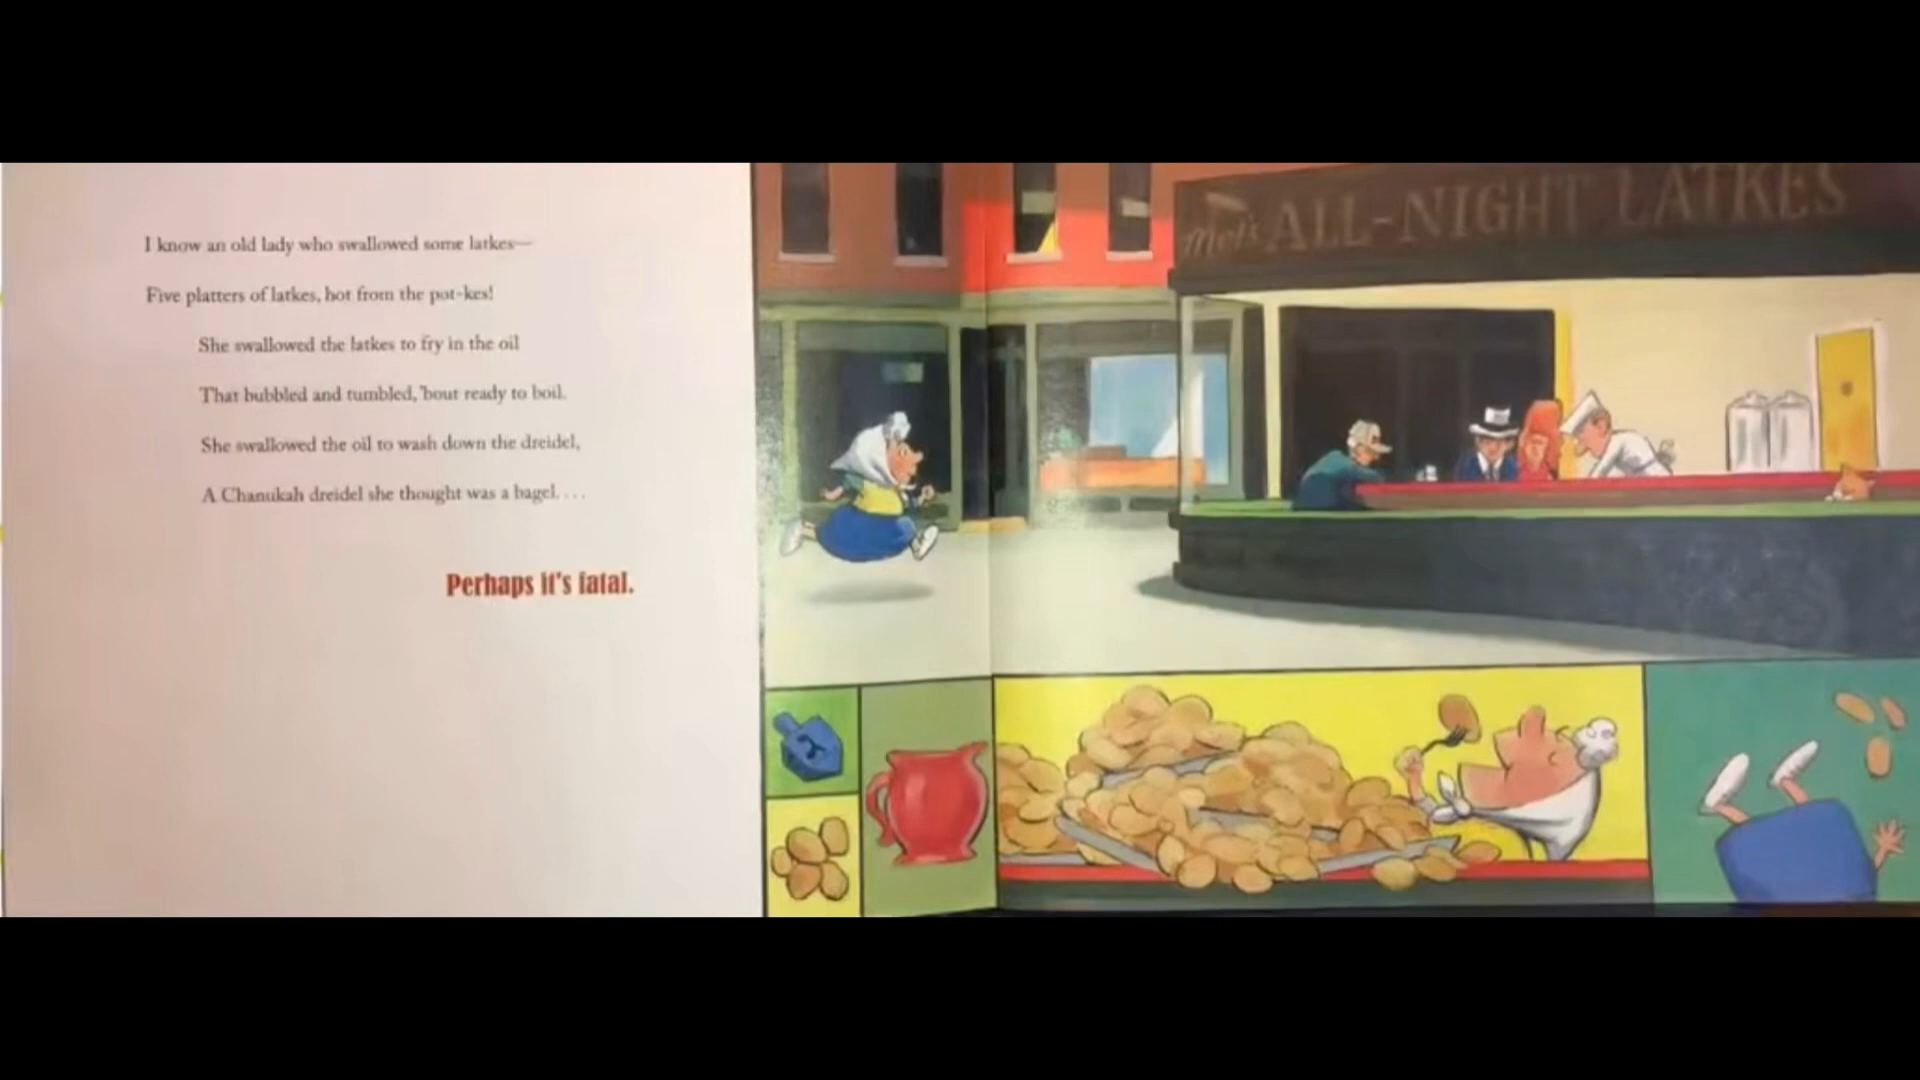 I know an old lady who swallowed some latkes—
Five platters of latkes, hot from the pot-kes!
She swallowed the latkes to fry in the oil
That bubbled and tumbled, 'bout ready to boil.
She swallowed the oil to wash down the dreidel,
A Chanukah dreidel she thought was a bagel. . . .
Perhaps it's fatal.
Mel's ALL-NIGHT LATKES